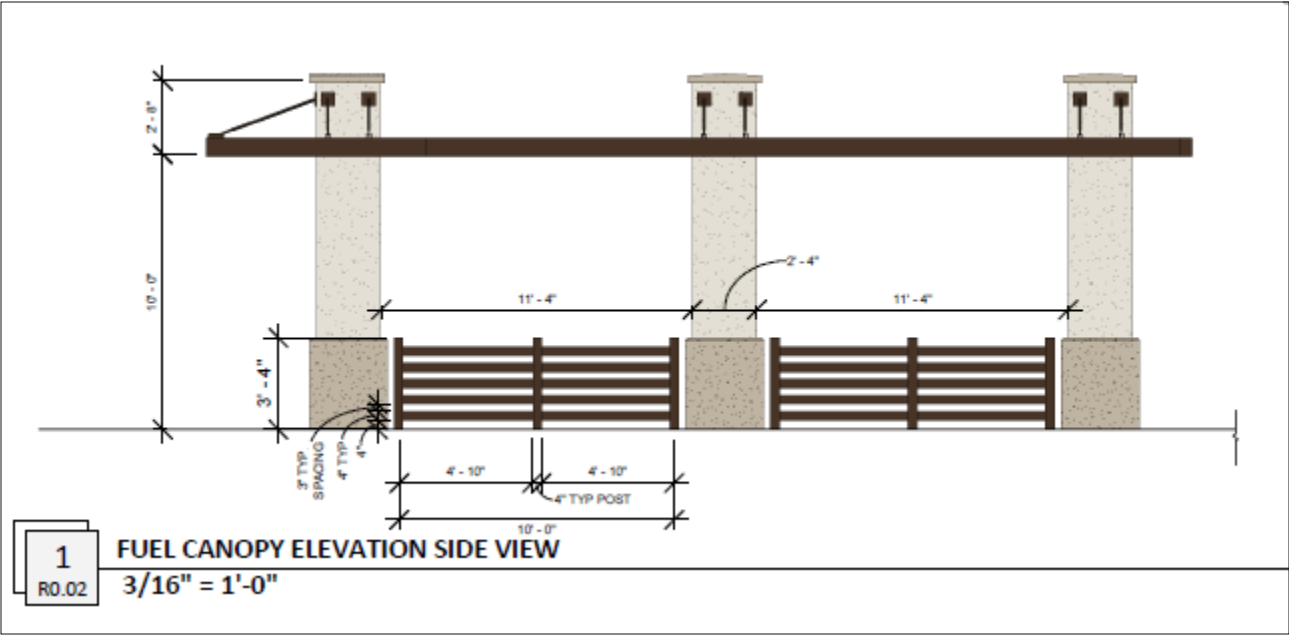 2' - 8"
10' - 0"
2' - 4"
11' - 4"
11' - 4"
3' - 4"
3" TYP
SPACING
4" TYP
4"
4' - 10"
4' - 10"
4" TYP POST
10' - 0"
1
R0.02
FUEL CANOPY ELEVATION SIDE VIEW
3/16" = 1'-0"